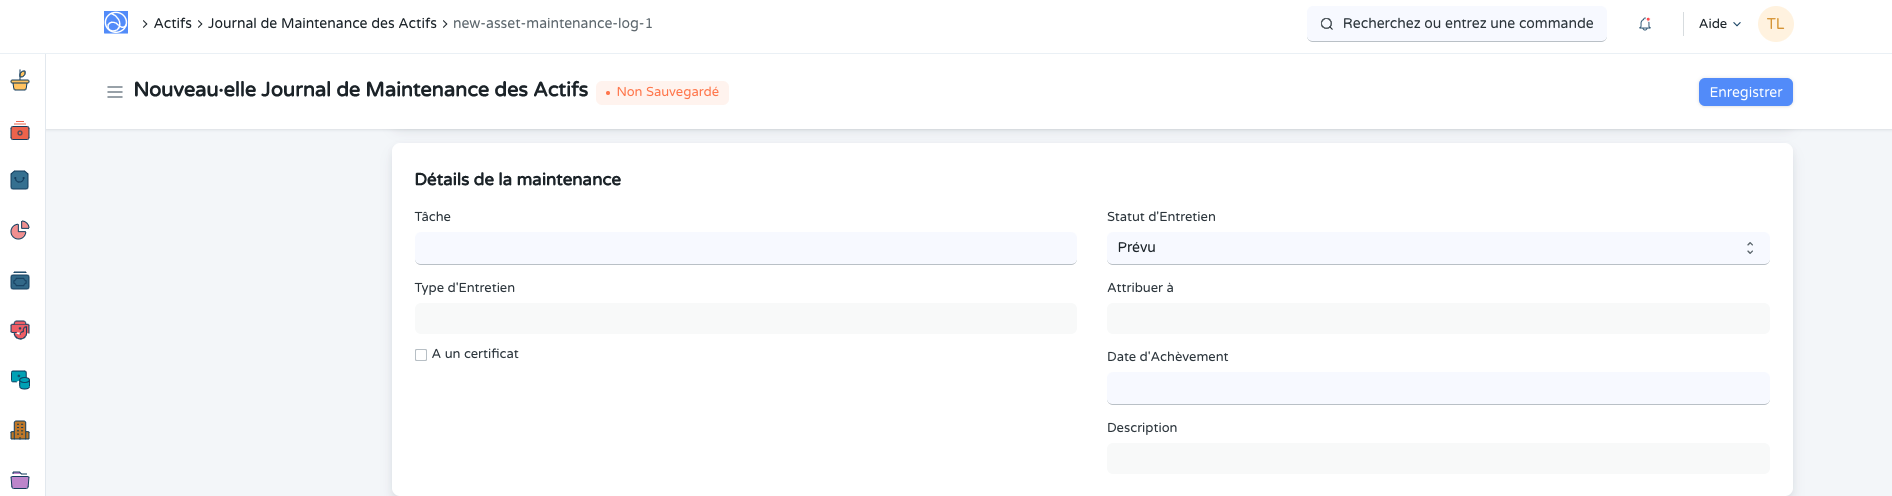 Actifs > Journal de Maintenance des Actifs > new-asset-maintenance-log-1
Recherchez ou entrez une commande
Aide
TL
Nouveau·elle Journal de Maintenance des Actifs
• Non Sauvegardé
Enregistrer
Détails de la maintenance
Tâche
Statut d'Entretien
Prévu
Type d'Entretien
Attribuer à
A un certificat
Date d'Achèvement
Description